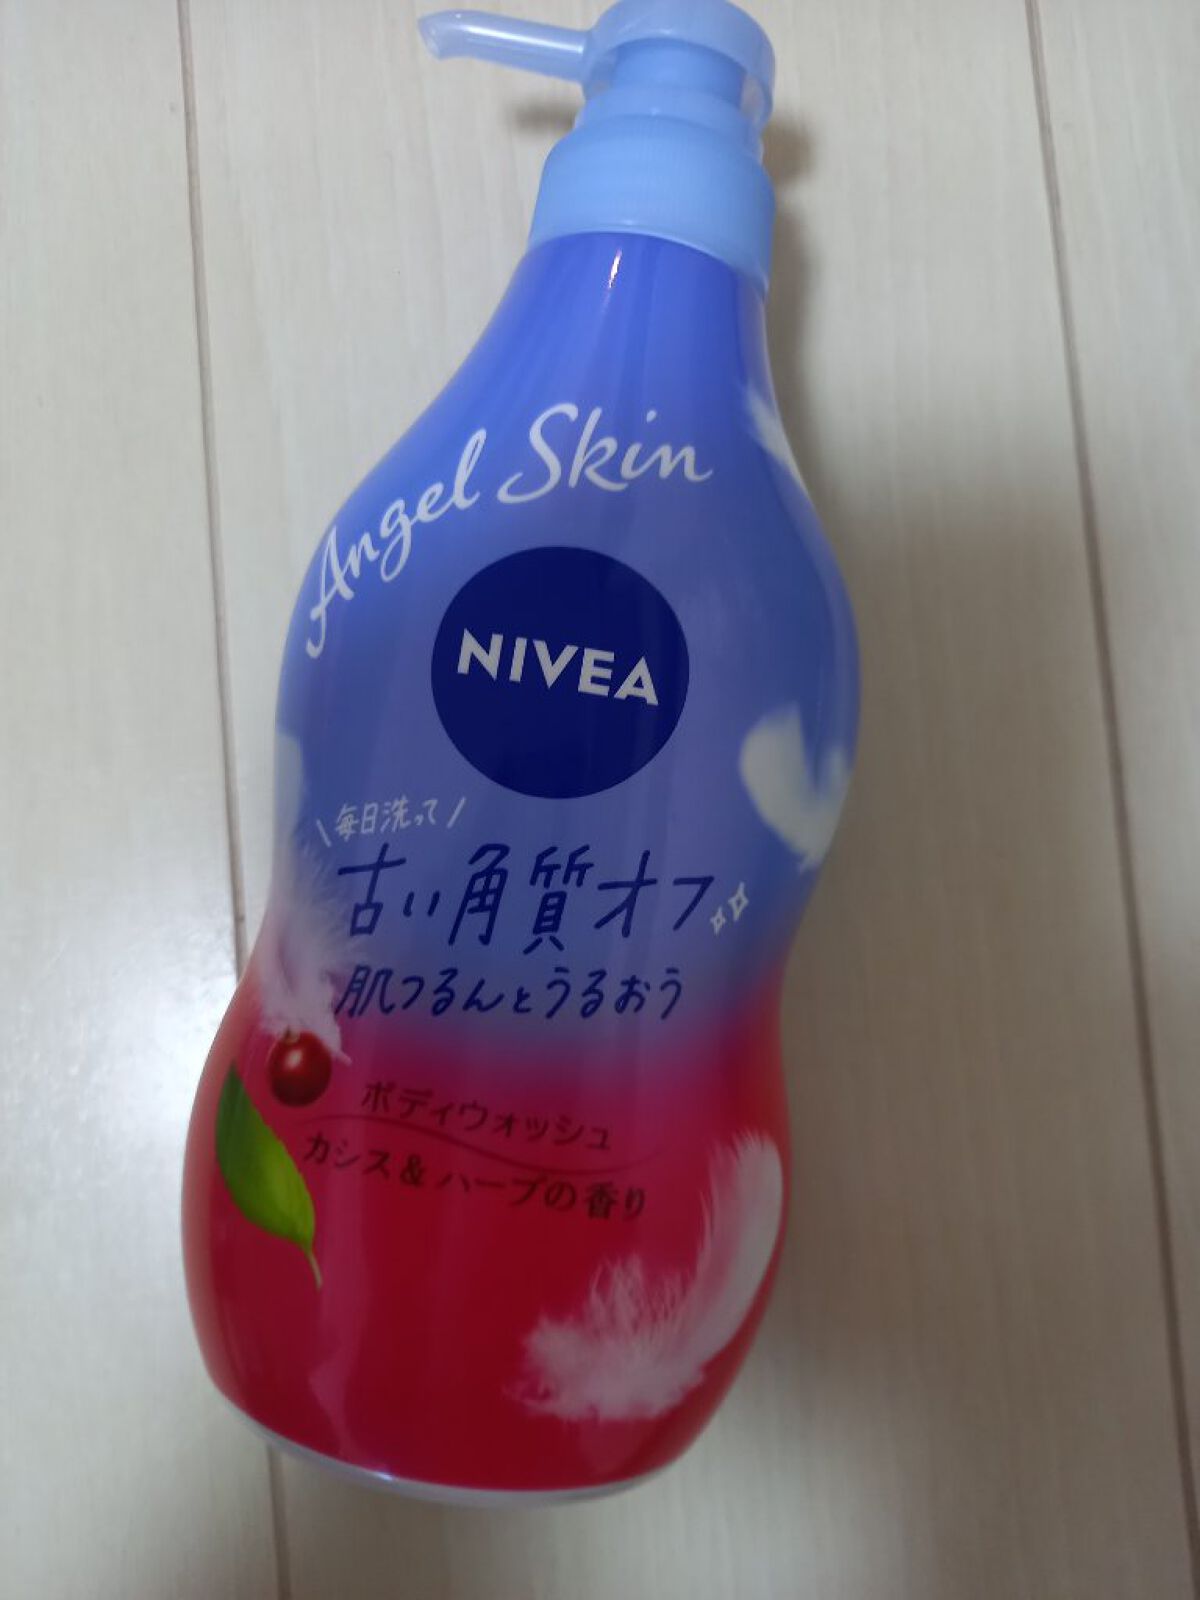 Angel Skin
NIVEA
\毎日洗って/
古い角質オフ
肌つるんとうるおう
ボディウォッシュ
カシス&ハーブの香り